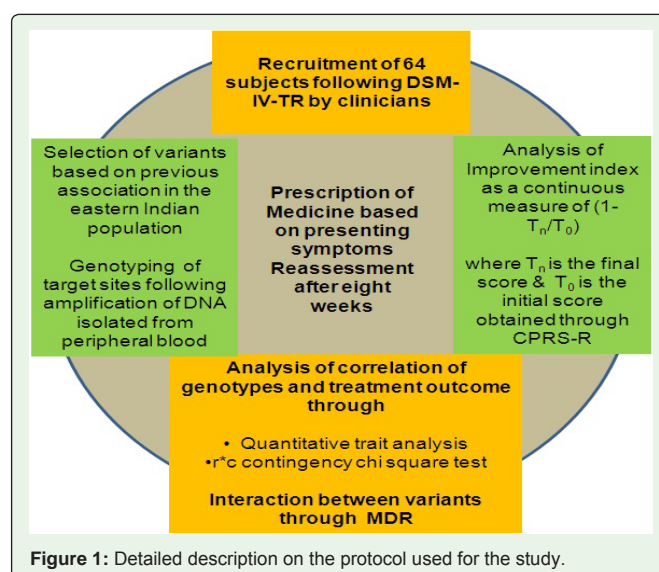 Recruitment of 64
subjects following DSM-
IV-TR by clinicians
Selection of variants
based on previous
association in the
eastern Indian
population
Genotyping of
target sites following
amplification of DNA
isolated from
peripheral blood
Prescription of
Medicine based
on presenting
symptoms
Reassessment
after eight
weeks
Analysis of
Improvement index
as a continuous
measure of (1-
Tn/T0)
where Tn is the final
score & T0 is the
initial score
obtained through
CPRS-R
Analysis of correlation of
genotypes and treatment outcome
through
• Quantitative trait analysis
•r*c contingency chi square test
Interaction between variants
through MDR
Figure 1: Detailed description on the protocol used for the study.